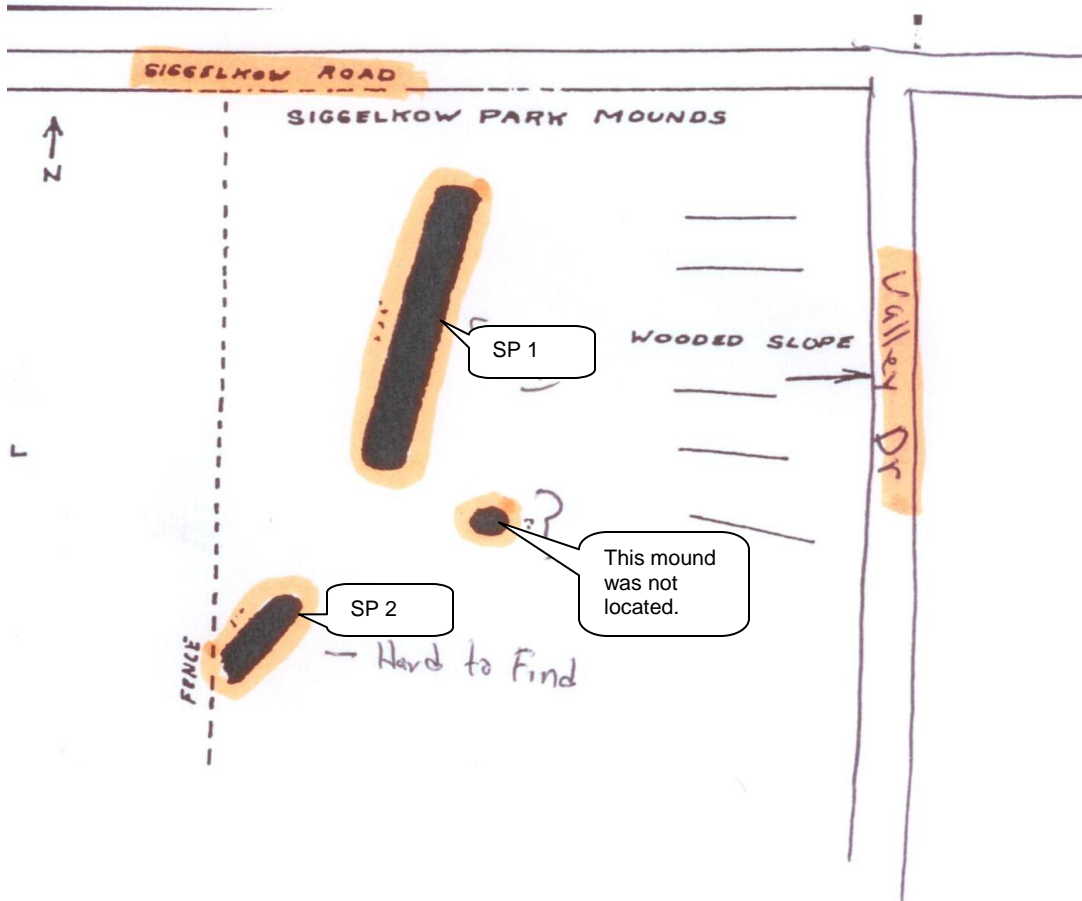 SIGGELKOW ROAD
SIGGELKOW PARK MOUNDS
N
SP 1
WOODED SLOPE
Valley Dr
?
This mound
was not
located.
SP 2
FENCE
– Hard to Find